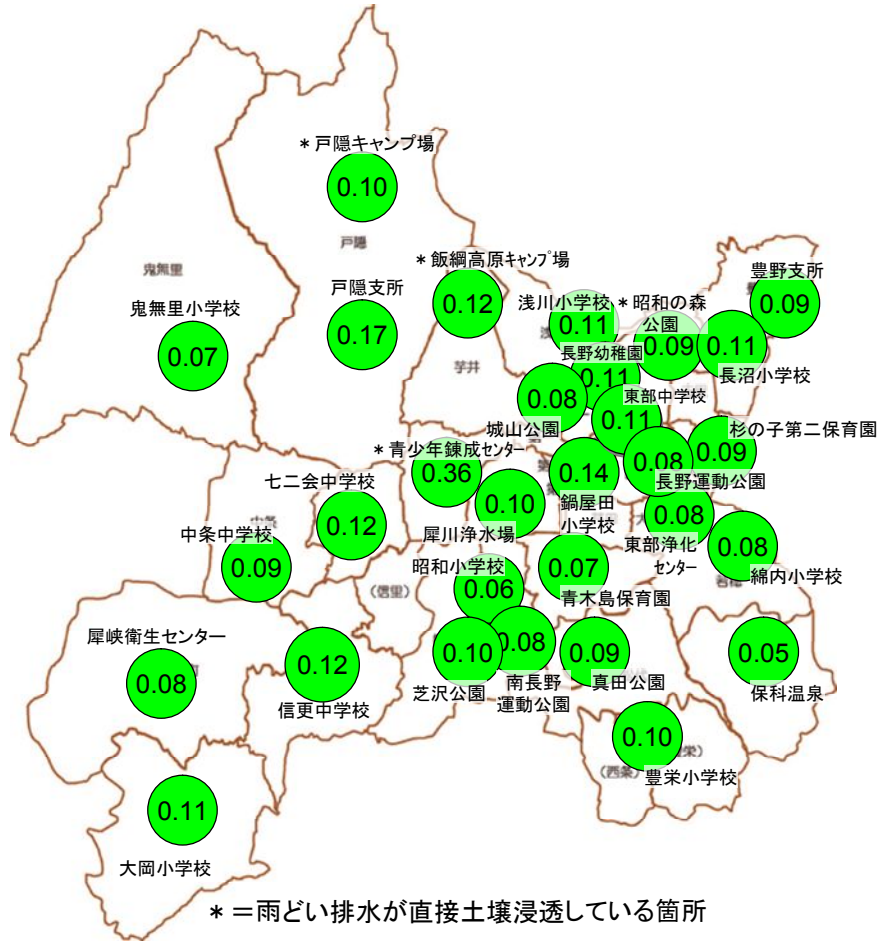 ＊戸隠キャンプ場
0.10
戸隠
＊飯綱高原ｷｬﾝﾌﾟ場
0.12
鬼無里
鬼無里小学校
0.07
戸隠支所
0.17
芋井
浅川小学校
0.11
＊昭和の森
公園
0.09
豊野支所
0.09
0.11
長沼小学校
長野幼稚園
0.11
0.08
城山公園
東部中学校
0.11
杉の子第二保育園
0.09
0.08
長野運動公園
＊青少年錬成ｾﾝﾀｰ
0.36
0.14
鍋屋田
小学校
0.10
犀川浄水場
0.08
東部浄化
ｾﾝﾀｰ
0.08
綿内小学校
七二会中学校
0.12
中条
中条中学校
0.09
昭和小学校
0.06
0.07
青木島保育園
（信里）
犀峡衛生センター
0.08
0.12
信更中学校
0.10
芝沢公園
0.08
南長野
運動公園
0.09
真田公園
0.05
保科温泉
0.10
豊栄小学校
（西条）
0.11
大岡小学校
＊＝雨どい排水が直接土壌浸透している箇所